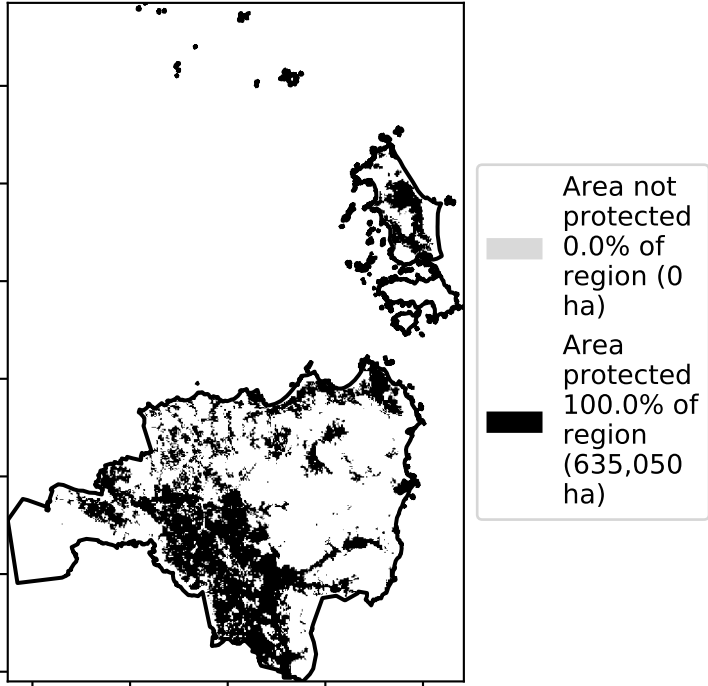 Area not
protected
0.0% of
region (0
ha)
Area
protected
100.0% of
region
(635,050
ha)